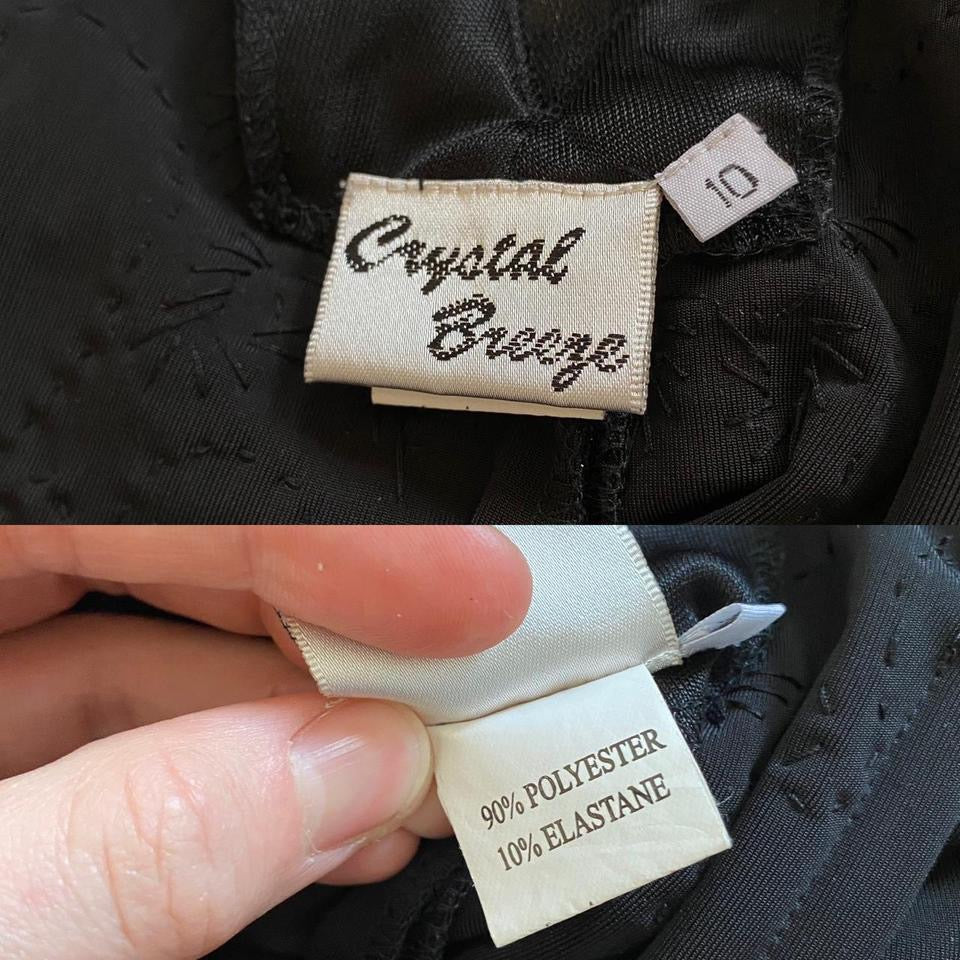 Crystal
Breeze
10
90% POLYESTER
10% ELASTANE